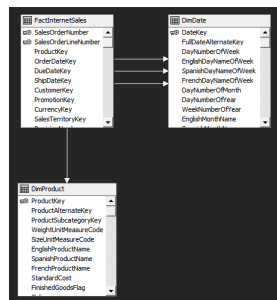 FactInternetSales
SalesOrderNumber
SalesOrderLineNumber
ProductKey
OrderDateKey
DueDateKey
ShipDateKey
CustomerKey
PromotionKey
CurrencyKey
SalesTerritoryKey
DimDate
DateKey
FullDateAlternateKey
DayNumberOfWeek
EnglishDayNameOfWeek
SpanishDayNameOfWeek
FrenchDayNameOfWeek
DayNumberOfMonth
DayNumberOfYear
WeekNumberOfYear
EnglishMonthName
DimProduct
ProductKey
ProductAlternateKey
ProductSubcategoryKey
WeightUnitMeasureCode
SizeUnitMeasureCode
EnglishProductName
SpanishProductName
FrenchProductName
StandardCost
FinishedGoodsFlag